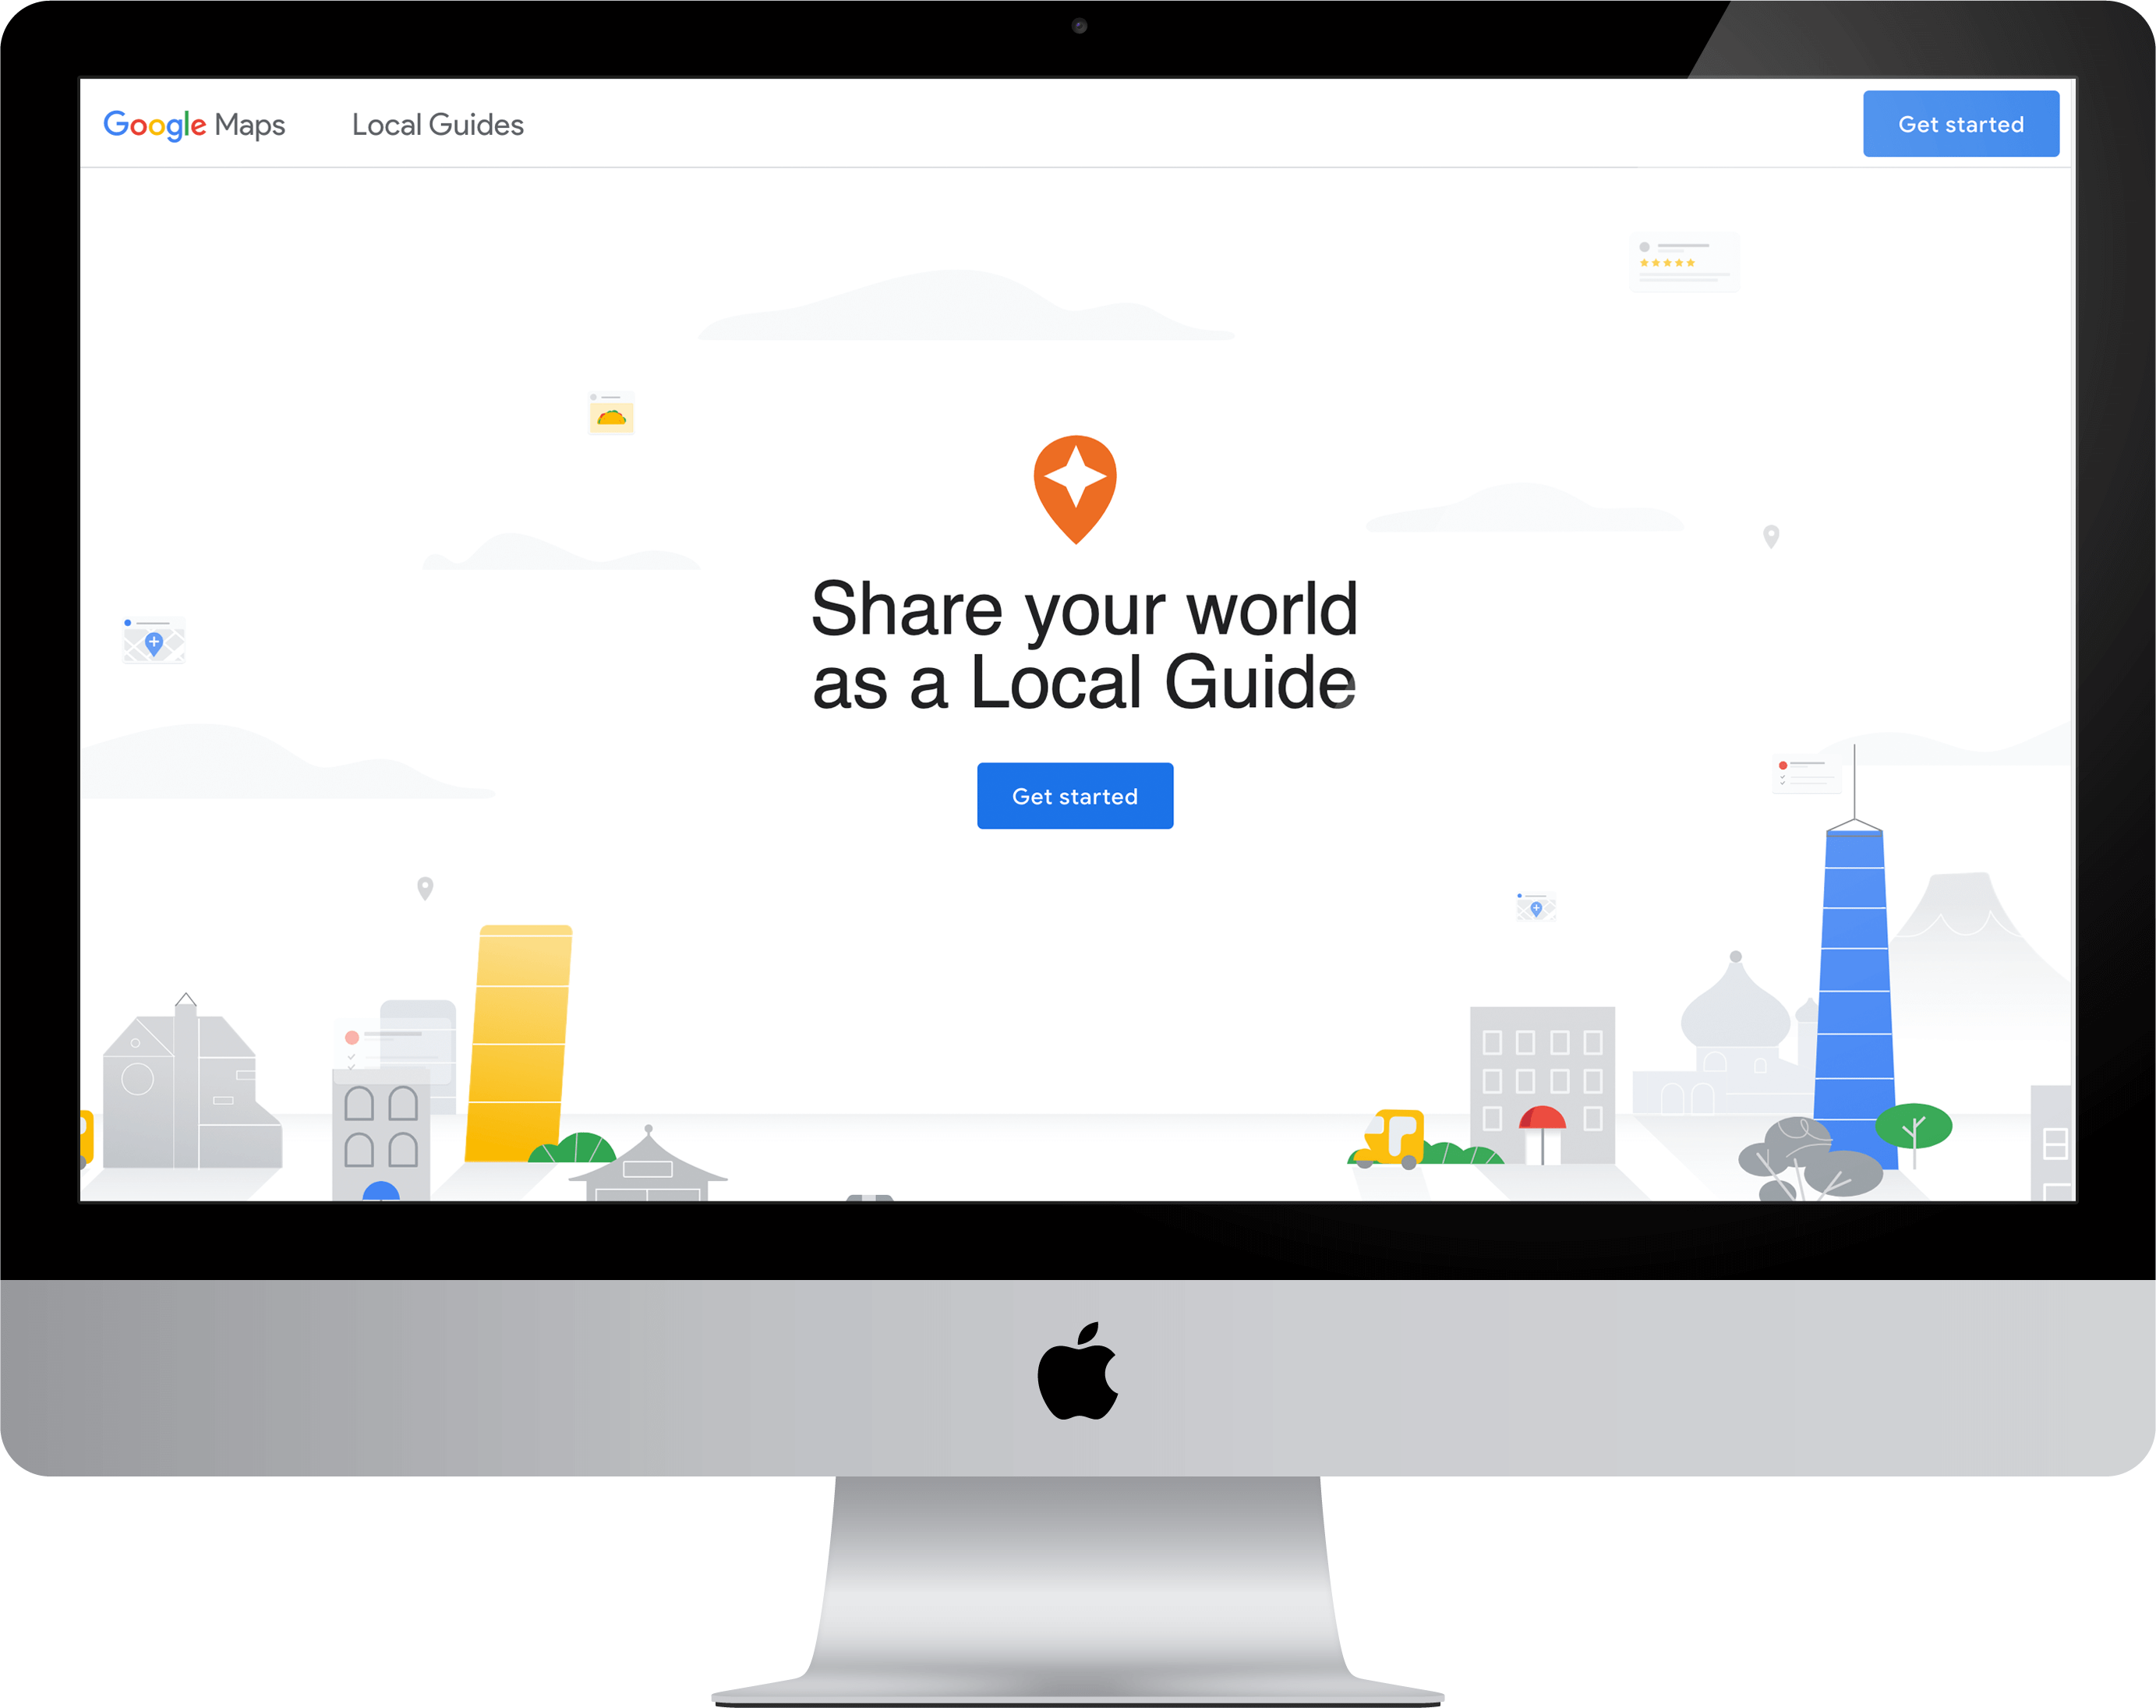 Google Maps
Local Guides
Get started
Share your world
as a Local Guide
Get started